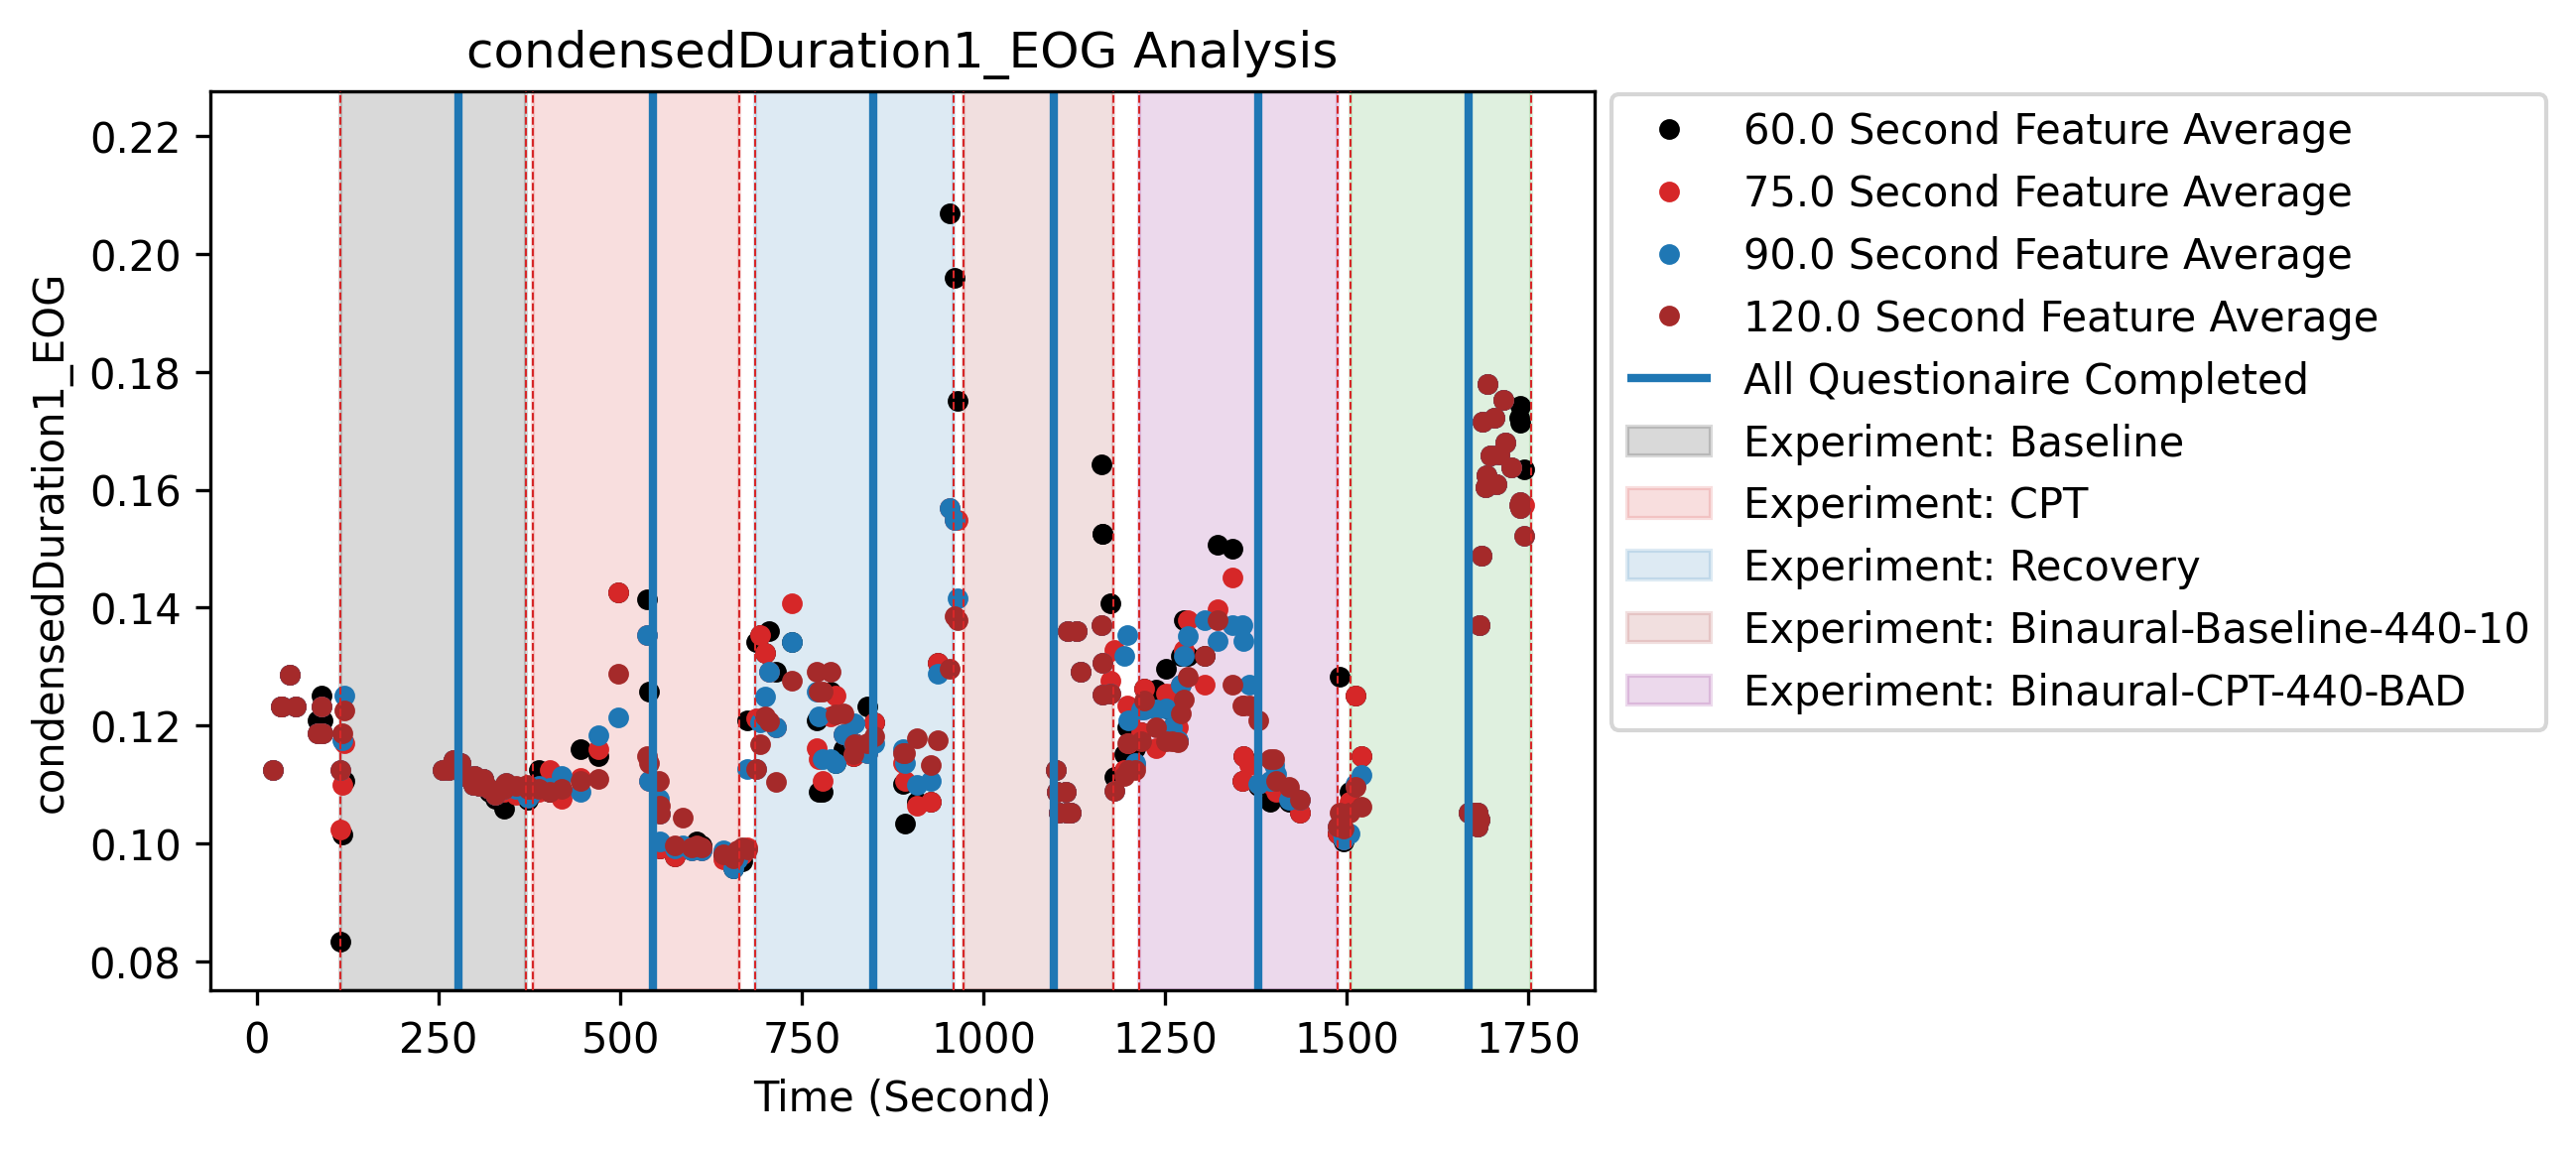 condensedDuration1_EOG Analysis
condensedDuration1_EOG
0.22
0.20
0.18
0.16
0.14
0.12
0.10
0.08
0 250 500 750 1000 1250 1500 1750
Time (Second)
60.0 Second Feature Average
75.0 Second Feature Average
90.0 Second Feature Average
120.0 Second Feature Average
All Questionaire Completed
Experiment: Baseline
Experiment: CPT
Experiment: Recovery
Experiment: Binaural-Baseline-440-10
Experiment: Binaural-CPT-440-BAD